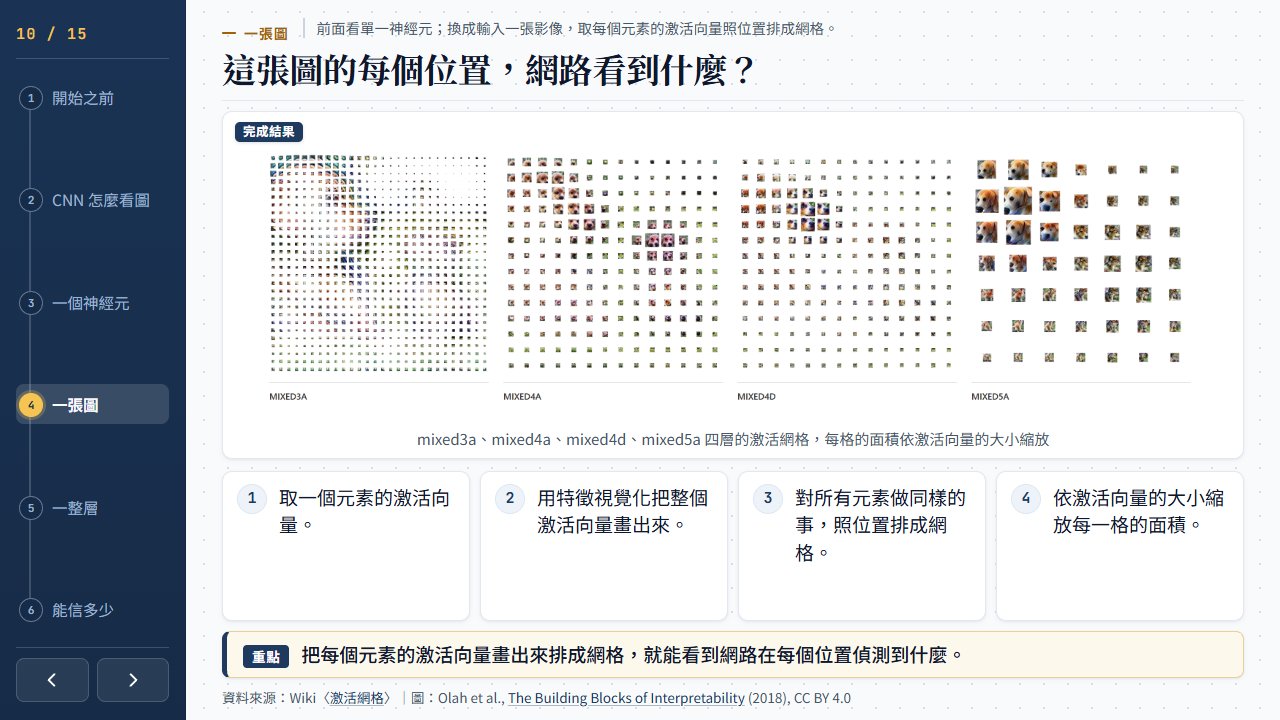 10 / 15
1 開始之前
2 CNN 怎麼看圖
3 一個神經元
4 一張圖
5 一整層
6 能信多少
一 一張圖
前面看單一神經元；換成輸入一張影像，取每個元素的激活向量照位置排成網格。
這張圖的每個位置，網路看到什麼？
完成結果
MIXED3A
MIXED4A
MIXED4D
MIXED5A
mixed3a、mixed4a、mixed4d、mixed5a 四層的激活網格，每格的面積依激活向量的大小縮放
1 取一個元素的激活向
量。
2 用特徵視覺化把整個
激活向量畫出來。
3 對所有元素做同樣的
事，照位置排成網
格。
4 依激活向量的大小縮
放每一格的面積。
重點 把每個元素的激活向量畫出來排成網格，就能看到網路在每個位置偵測到什麼。
資料來源：Wiki〈激活網格〉｜圖：Olah et al., The Building Blocks of Interpretability (2018), CC BY 4.0